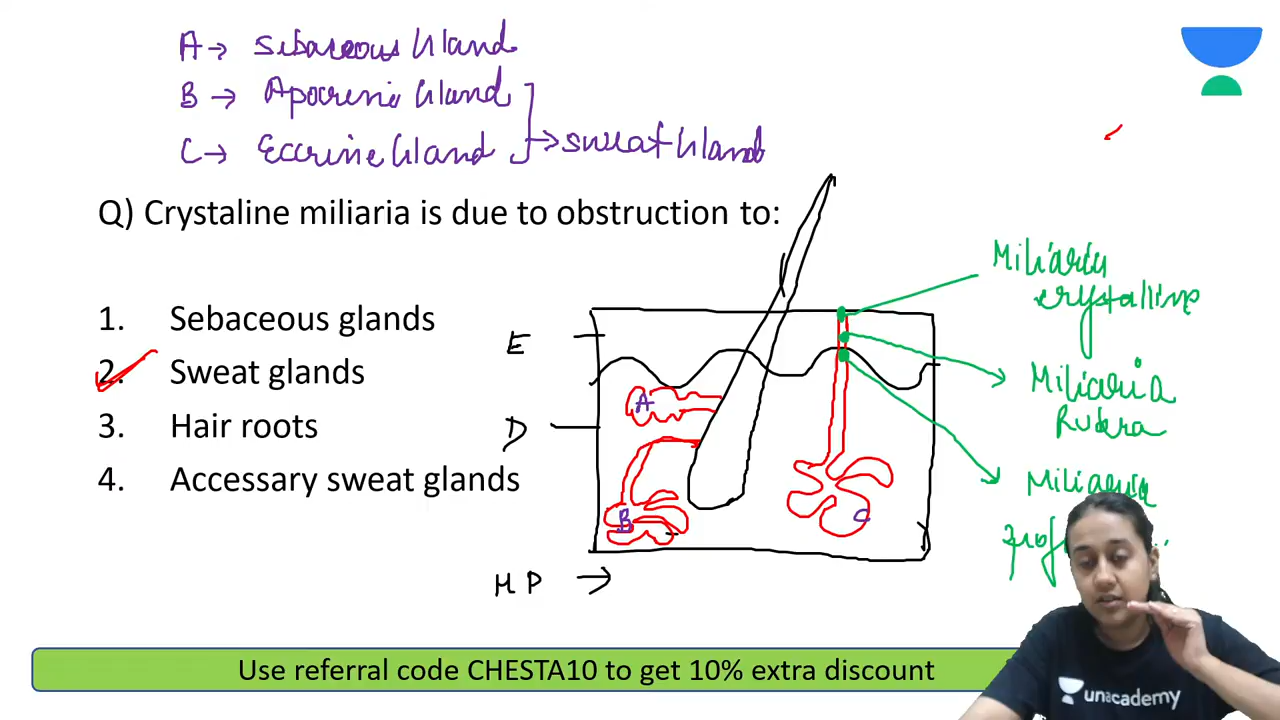 A → Sebaceous Gland
B → Apocrine Gland
C → Eccrine Gland → sweat Gland
Q) Crystaline miliaria is due to obstruction to:
1. Sebaceous glands
2. Sweat glands
3. Hair roots
4. Accessary sweat glands
E
D
A
B
C
Miliaria
crystalline
Miliaria
Rubra
Miliaria
HP →
Use referral code CHESTA10 to get 10% extra discount
unacademy